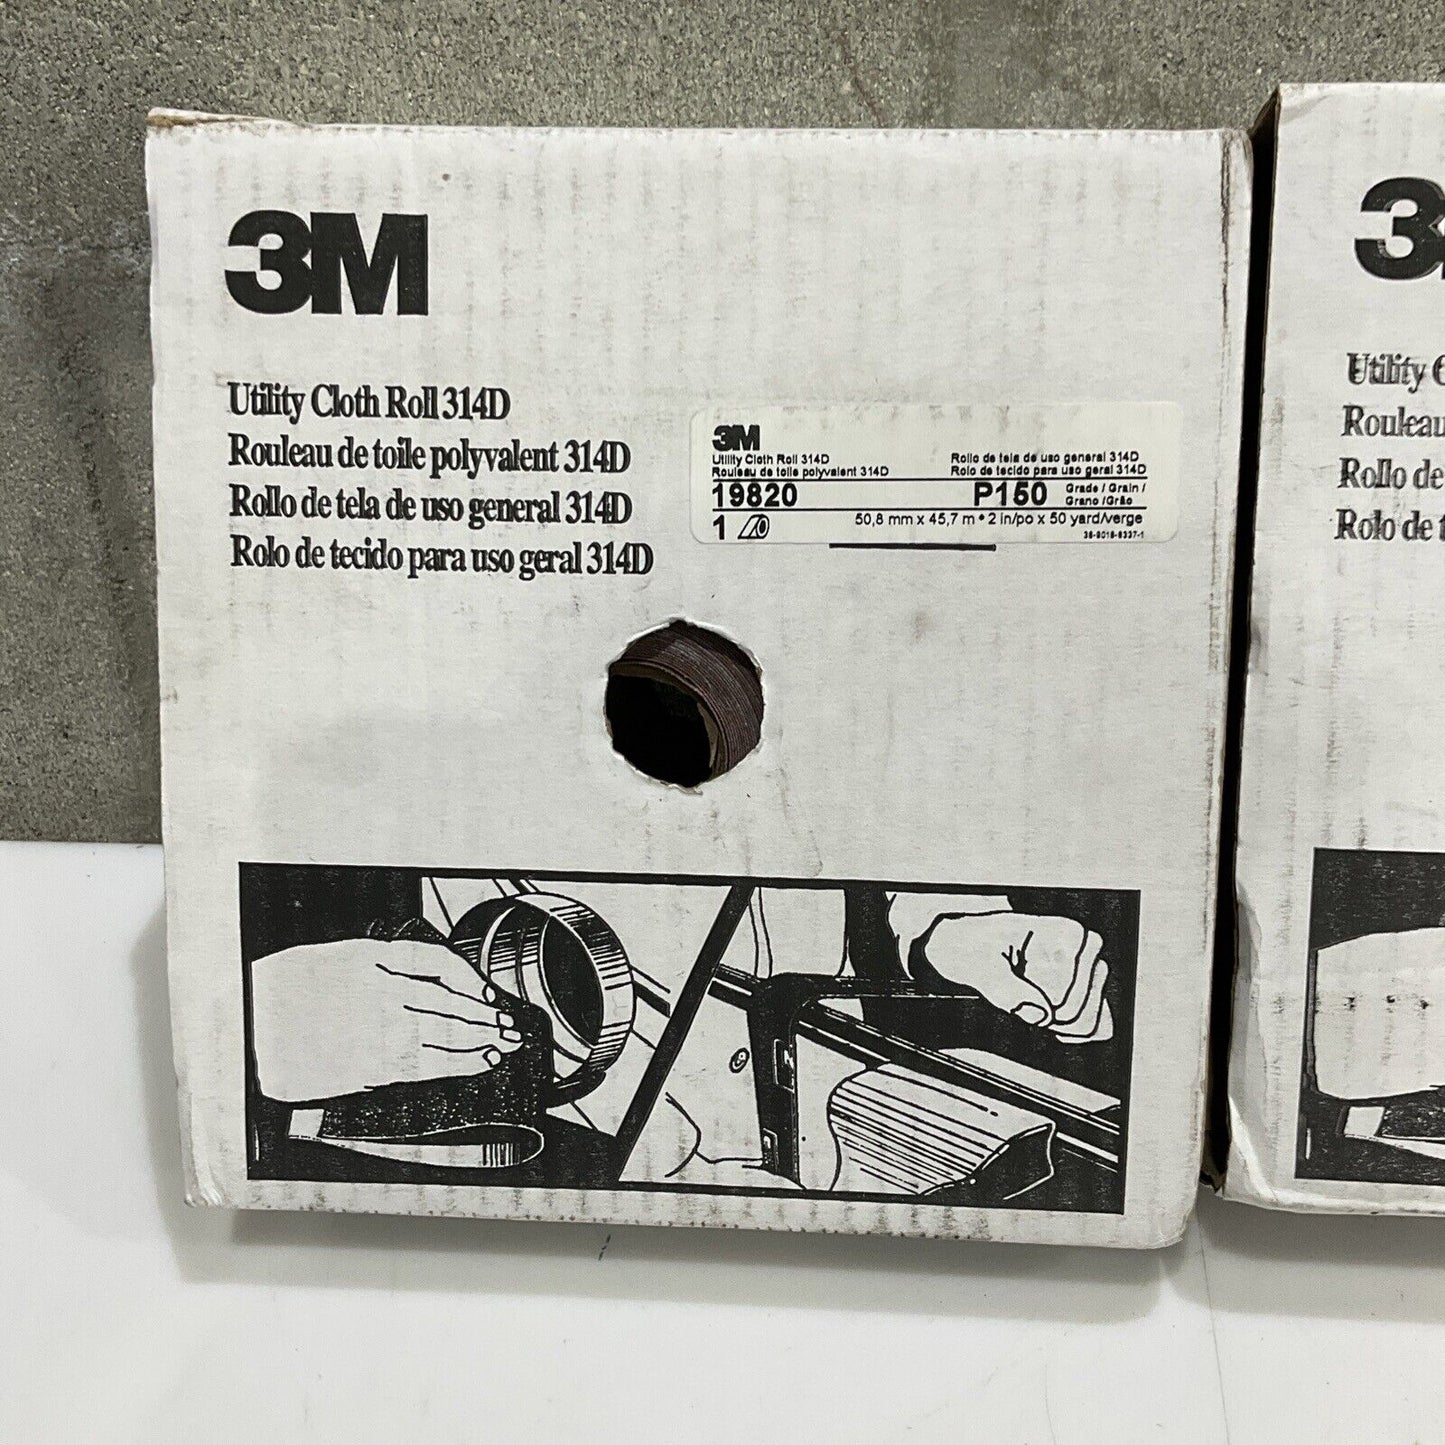 3M
Utility Cloth Roll 314D
Rouleau de toile polyvalent 314D
Rollo de tela de uso general 314D
Rolo de tecido para uso geral 314D
3M
Utility Cloth Roll 314D Rollo de tela de uso general 314D
Rouleau de toile polyvalent 314D Rolo de tecido para uso geral 314D
19820 P150 Grade / Grain /
Grano /Grão
1 50,8 mm x 45,7 m • 2 in/po x 50 yard/verge
3
Utility
Rouleau
Rollo de
Rolo de